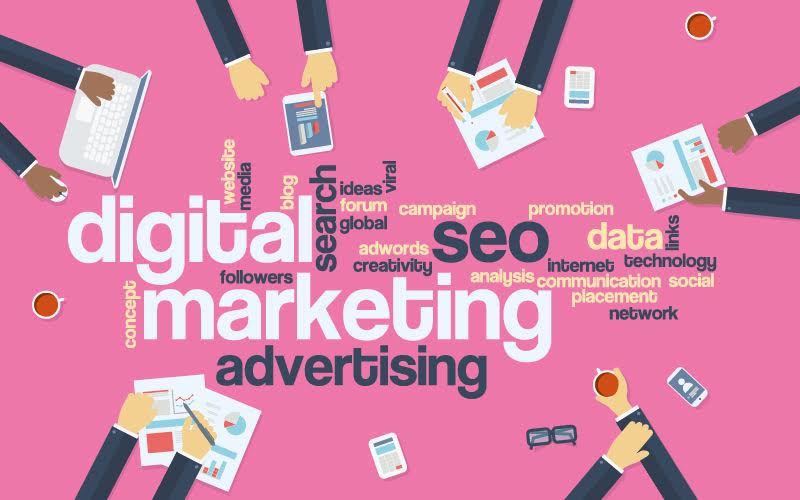 website
media
blog
search
ideas
viral
forum
global
campaign
promotion
digital
adwords
seo
data
links
creativity
internet
technology
followers
analysis
communication
social
concept
marketing
placement
network
advertising